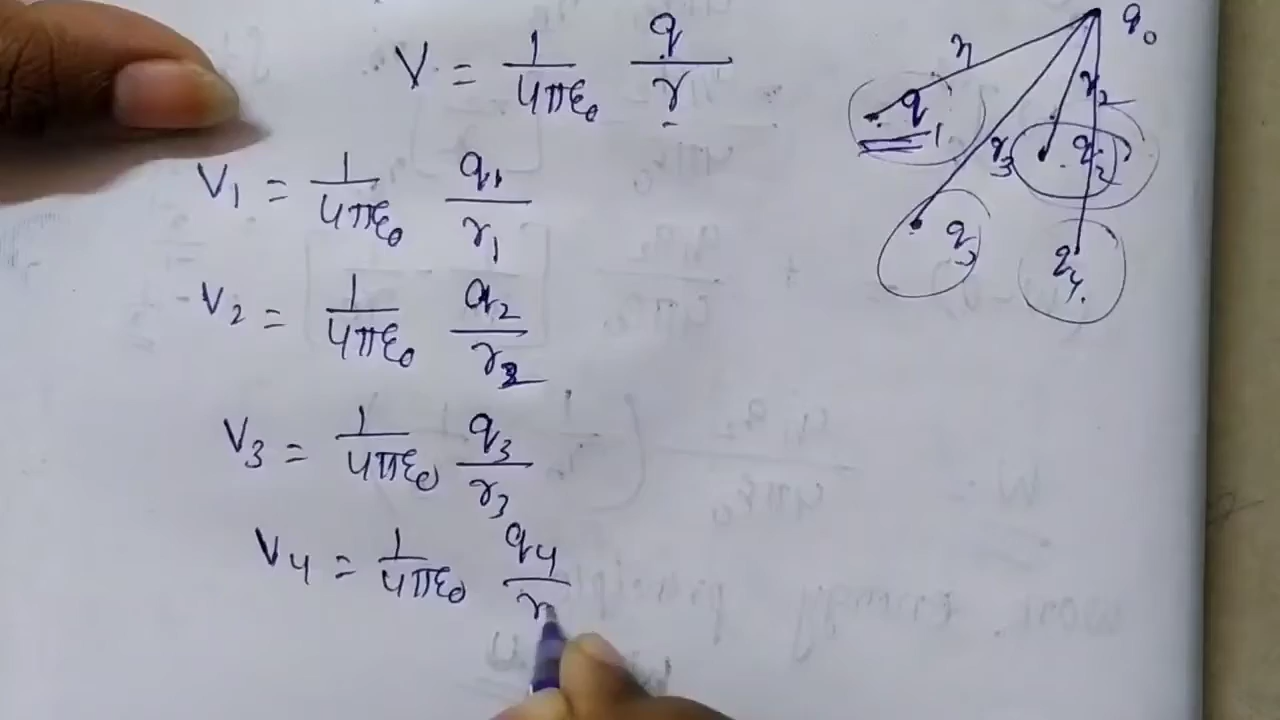 V = 1/4πε₀ q/r
V₁ = 1/4πε₀ q₁/r₁
V₂ = 1/4πε₀ q₂/r₂
V₃ = 1/4πε₀ q₃/r₃
V₄ = 1/4πε₀ q₄/r
q₀
r₁
r₂
q₁
r₃
q₂
q₃
q₄